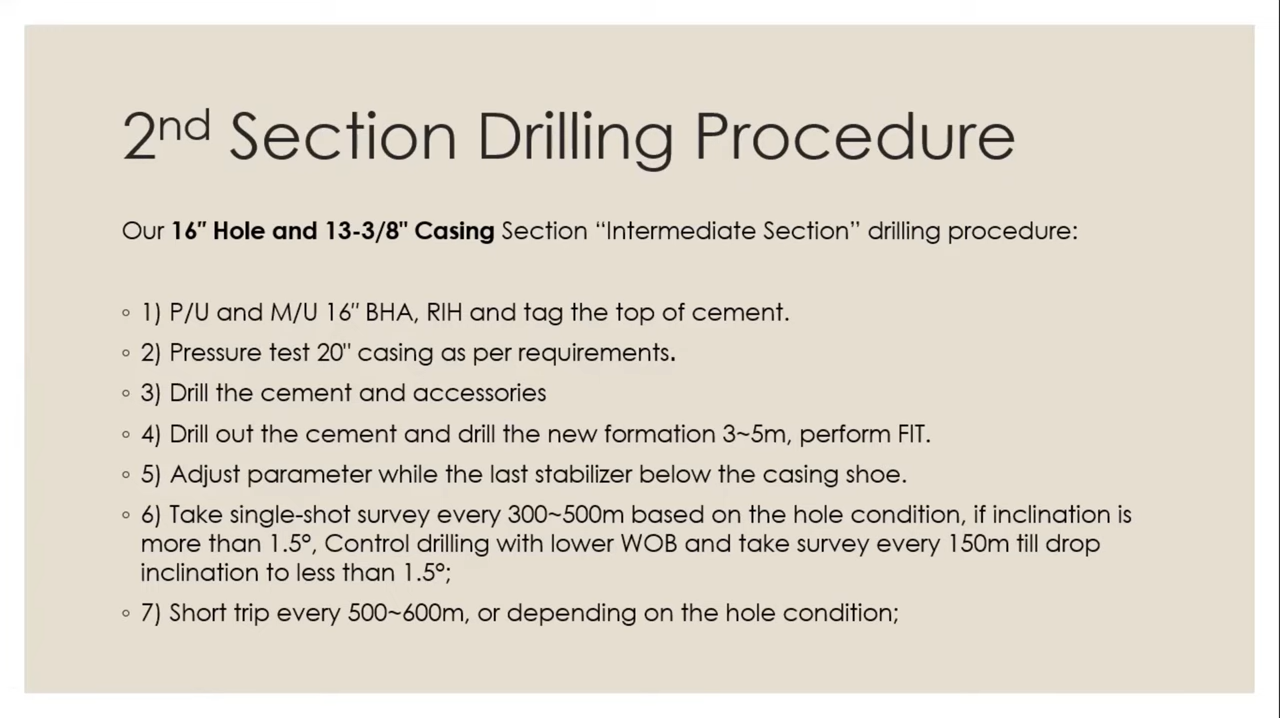 2nd Section Drilling Procedure
Our 16″ Hole and 13-3/8" Casing Section “Intermediate Section” drilling procedure:
◦ 1) P/U and M/U 16″ BHA, RIH and tag the top of cement.
◦ 2) Pressure test 20" casing as per requirements.
◦ 3) Drill the cement and accessories
◦ 4) Drill out the cement and drill the new formation 3~5m, perform FIT.
◦ 5) Adjust parameter while the last stabilizer below the casing shoe.
◦ 6) Take single-shot survey every 300~500m based on the hole condition, if inclination is
more than 1.5°, Control drilling with lower WOB and take survey every 150m till drop
inclination to less than 1.5°;
◦ 7) Short trip every 500~600m, or depending on the hole condition;